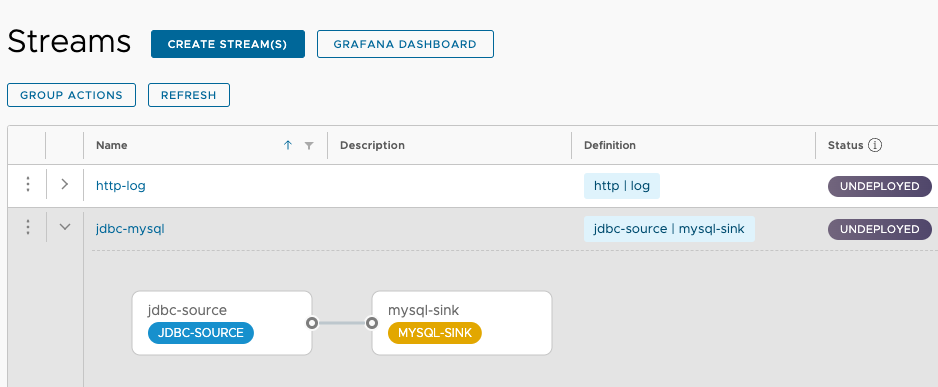 Streams CREATE STREAM(S) GRAFANA DASHBOARD
GROUP ACTIONS REFRESH
Name Description Definition Status
http-log http | log UNDEPLOYED
jdbc-mysql jdbc-source | mysql-sink UNDEPLOYED
jdbc-source mysql-sink
JDBC-SOURCE MYSQL-SINK